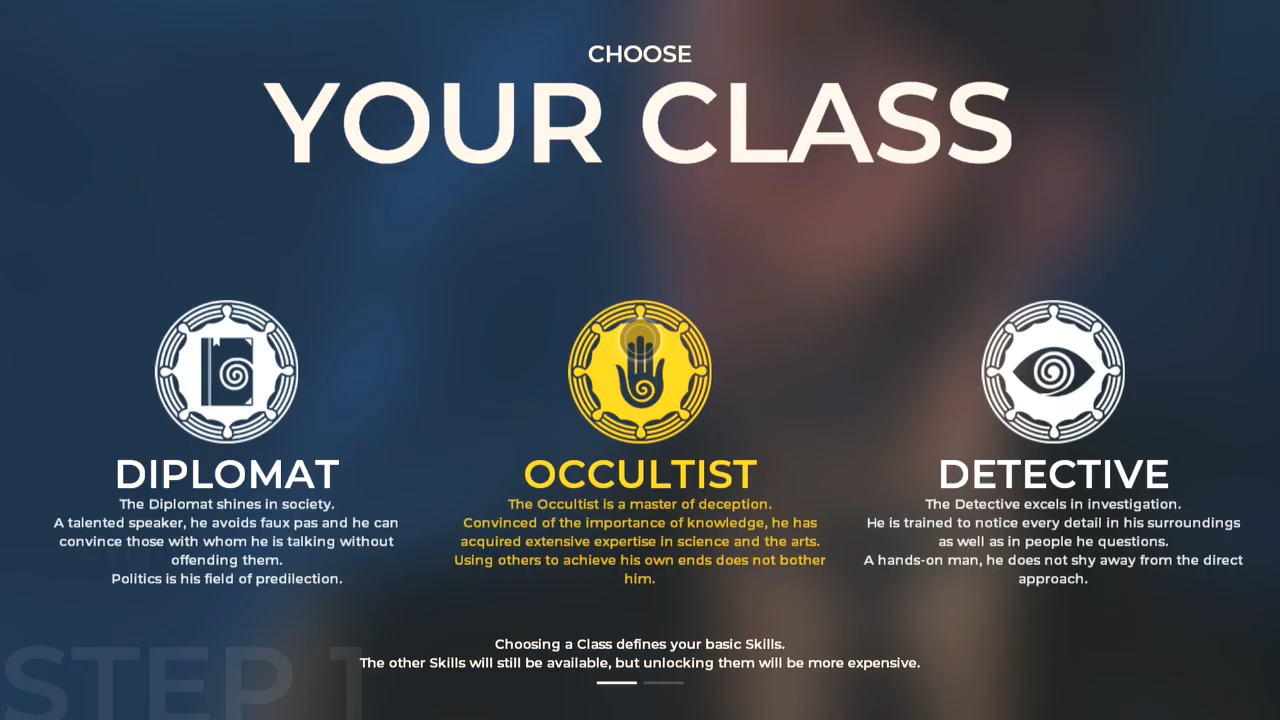 CHOOSE
YOUR CLASS
DIPLOMAT
The Diplomat shines in society.
A talented speaker, he avoids faux pas and he can
convince those with whom he is talking without
offending them.
Politics is his field of predilection.
OCCULTIST
The Occultist is a master of deception.
Convinced of the importance of knowledge, he has
acquired extensive expertise in science and the arts.
Using others to achieve his own ends does not bother
him.
DETECTIVE
The Detective excels in investigation.
He is trained to notice every detail in his surroundings
as well as in people he questions.
A hands-on man, he does not shy away from the direct
approach.
Choosing a Class defines your basic Skills.
The other Skills will still be available, but unlocking them will be more expensive.
STEP 1